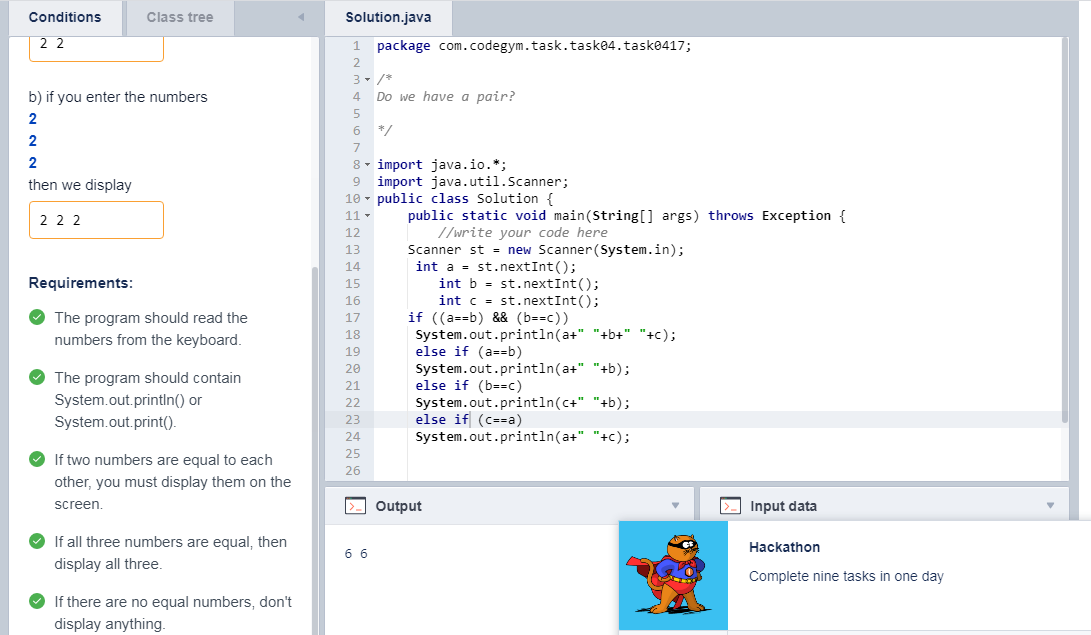 Conditions
Class tree
2 2
b) if you enter the numbers
2
2
2
then we display
2 2 2
Requirements:
The program should read the
numbers from the keyboard.
The program should contain
System.out.println() or
System.out.print().
If two numbers are equal to each
other, you must display them on the
screen.
If all three numbers are equal, then
display all three.
If there are no equal numbers, don't
display anything.
Solution.java
1 package com.codegym.task.task04.task0417;
2
3 /*
4 Do we have a pair?
5
6 */
7
8 import java.io.*;
9 import java.util.Scanner;
10 public class Solution {
11 public static void main(String[] args) throws Exception {
12 //write your code here
13 Scanner st = new Scanner(System.in);
14 int a = st.nextInt();
15 int b = st.nextInt();
16 int c = st.nextInt();
17 if ((a==b) && (b==c))
18 System.out.println(a+" "+b+" "+c);
19 else if (a==b)
20 System.out.println(a+" "+b);
21 else if (b==c)
22 System.out.println(c+" "+b);
23 else if (c==a)
24 System.out.println(a+" "+c);
25
26
Output
6 6
Input data
Hackathon
Complete nine tasks in one day